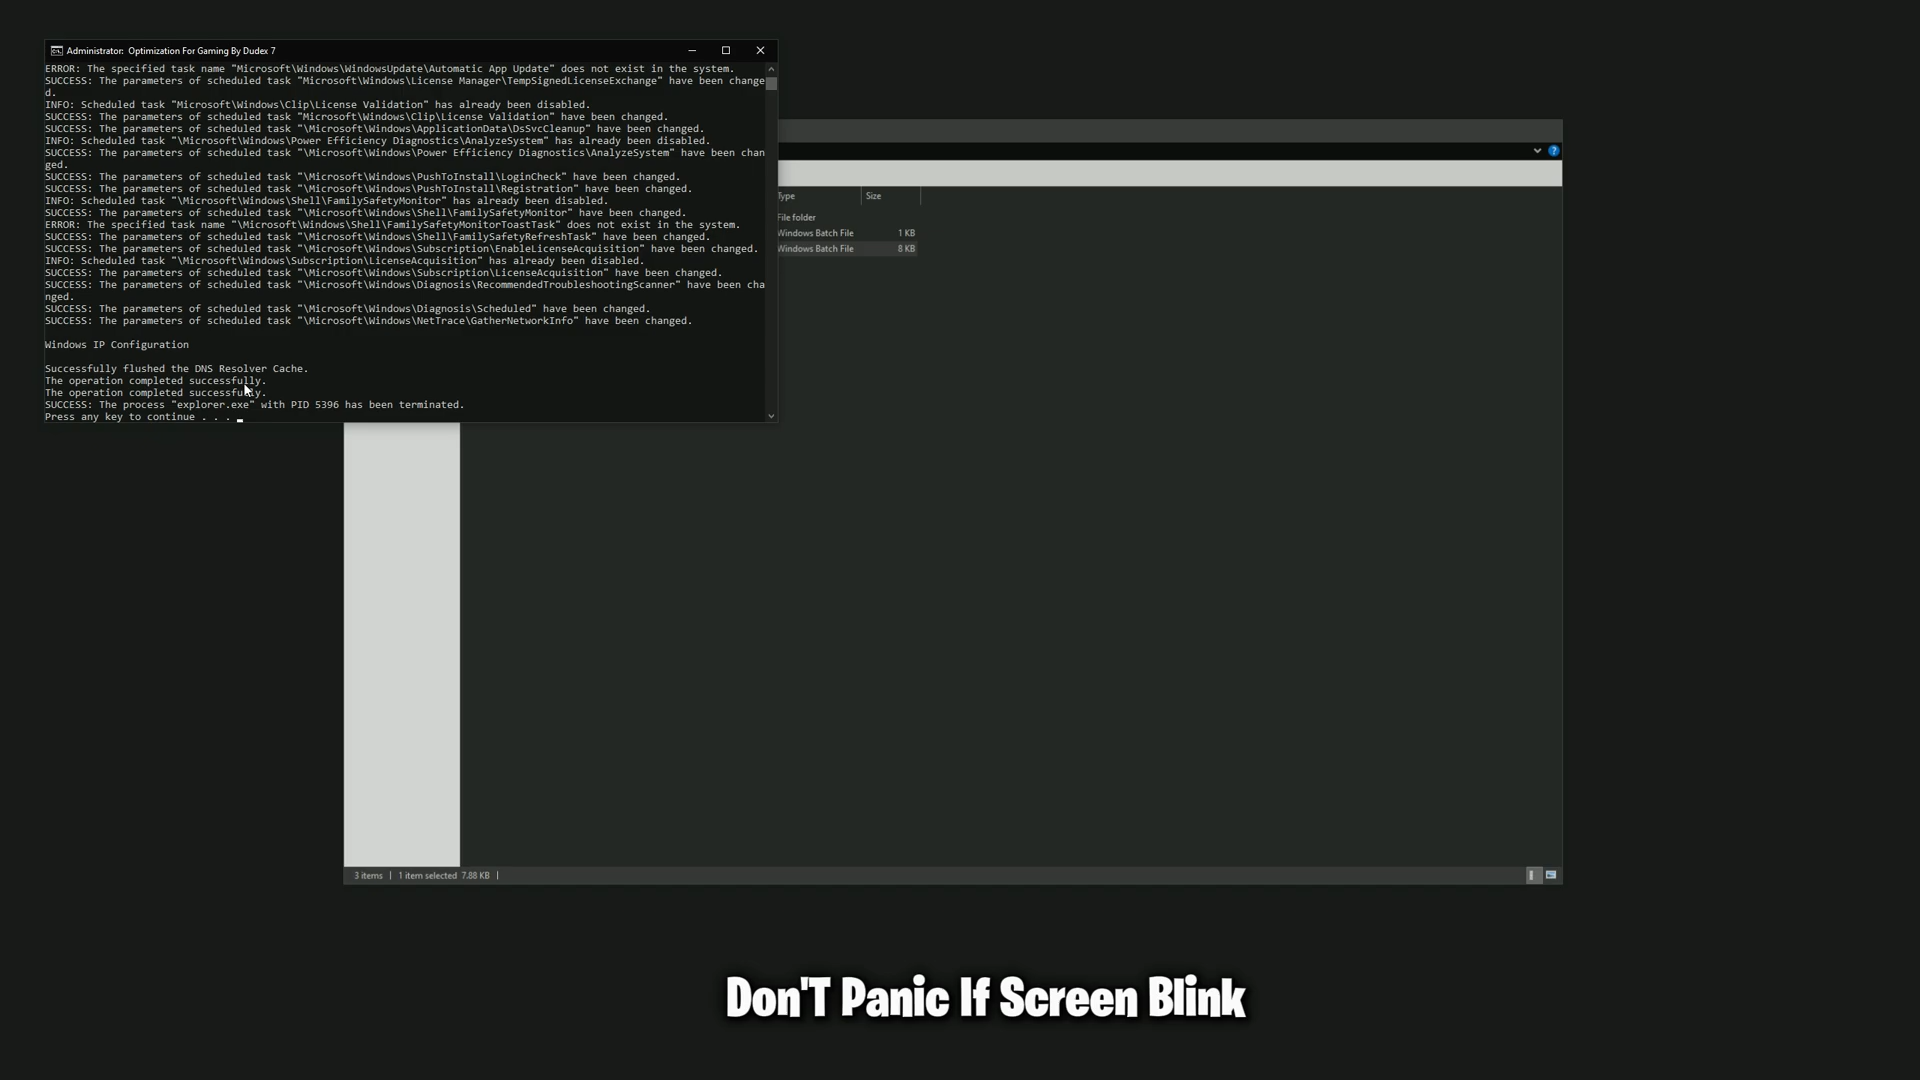 Administrator: Optimization For Gaming By Dudex 7
ERROR: The specified task name "Microsoft\Windows\WindowsUpdate\Automatic App Update" does not exist in the system.
SUCCESS: The parameters of scheduled task "Microsoft\Windows\License Manager\TempSignedLicenseExchange" have been change
d.
INFO: Scheduled task "Microsoft\Windows\Clip\License Validation" has already been disabled.
SUCCESS: The parameters of scheduled task "Microsoft\Windows\Clip\License Validation" have been changed.
SUCCESS: The parameters of scheduled task "\Microsoft\Windows\ApplicationData\DsSvcCleanup" have been changed.
INFO: Scheduled task "\Microsoft\Windows\Power Efficiency Diagnostics\AnalyzeSystem" has already been disabled.
SUCCESS: The parameters of scheduled task "\Microsoft\Windows\Power Efficiency Diagnostics\AnalyzeSystem" have been chan
ged.
SUCCESS: The parameters of scheduled task "\Microsoft\Windows\PushToInstall\LoginCheck" have been changed.
SUCCESS: The parameters of scheduled task "\Microsoft\Windows\PushToInstall\Registration" have been changed.
INFO: Scheduled task "\Microsoft\Windows\Shell\FamilySafetyMonitor" has already been disabled.
SUCCESS: The parameters of scheduled task "\Microsoft\Windows\Shell\FamilySafetyMonitor" have been changed.
ERROR: The specified task name "\Microsoft\Windows\Shell\FamilySafetyMonitorToastTask" does not exist in the system.
SUCCESS: The parameters of scheduled task "\Microsoft\Windows\Shell\FamilySafetyRefreshTask" have been changed.
SUCCESS: The parameters of scheduled task "\Microsoft\Windows\Subscription\EnableLicenseAcquisition" have been changed.
INFO: Scheduled task "\Microsoft\Windows\Subscription\LicenseAcquisition" has already been disabled.
SUCCESS: The parameters of scheduled task "\Microsoft\Windows\Subscription\LicenseAcquisition" have been changed.
SUCCESS: The parameters of scheduled task "\Microsoft\Windows\Diagnosis\RecommendedTroubleshootingScanner" have been cha
nged.
SUCCESS: The parameters of scheduled task "\Microsoft\Windows\Diagnosis\Scheduled" have been changed.
SUCCESS: The parameters of scheduled task "\Microsoft\Windows\NetTrace\GatherNetworkInfo" have been changed.
Windows IP Configuration
Successfully flushed the DNS Resolver Cache.
The operation completed successfully.
The operation completed successfully.
SUCCESS: The process "explorer.exe" with PID 5396 has been terminated.
Press any key to continue . . .
Type Size
File folder
Windows Batch File 1 KB
Windows Batch File 8 KB
3 items 1 item selected 7.88 KB
Don'T Panic If Screen Blink